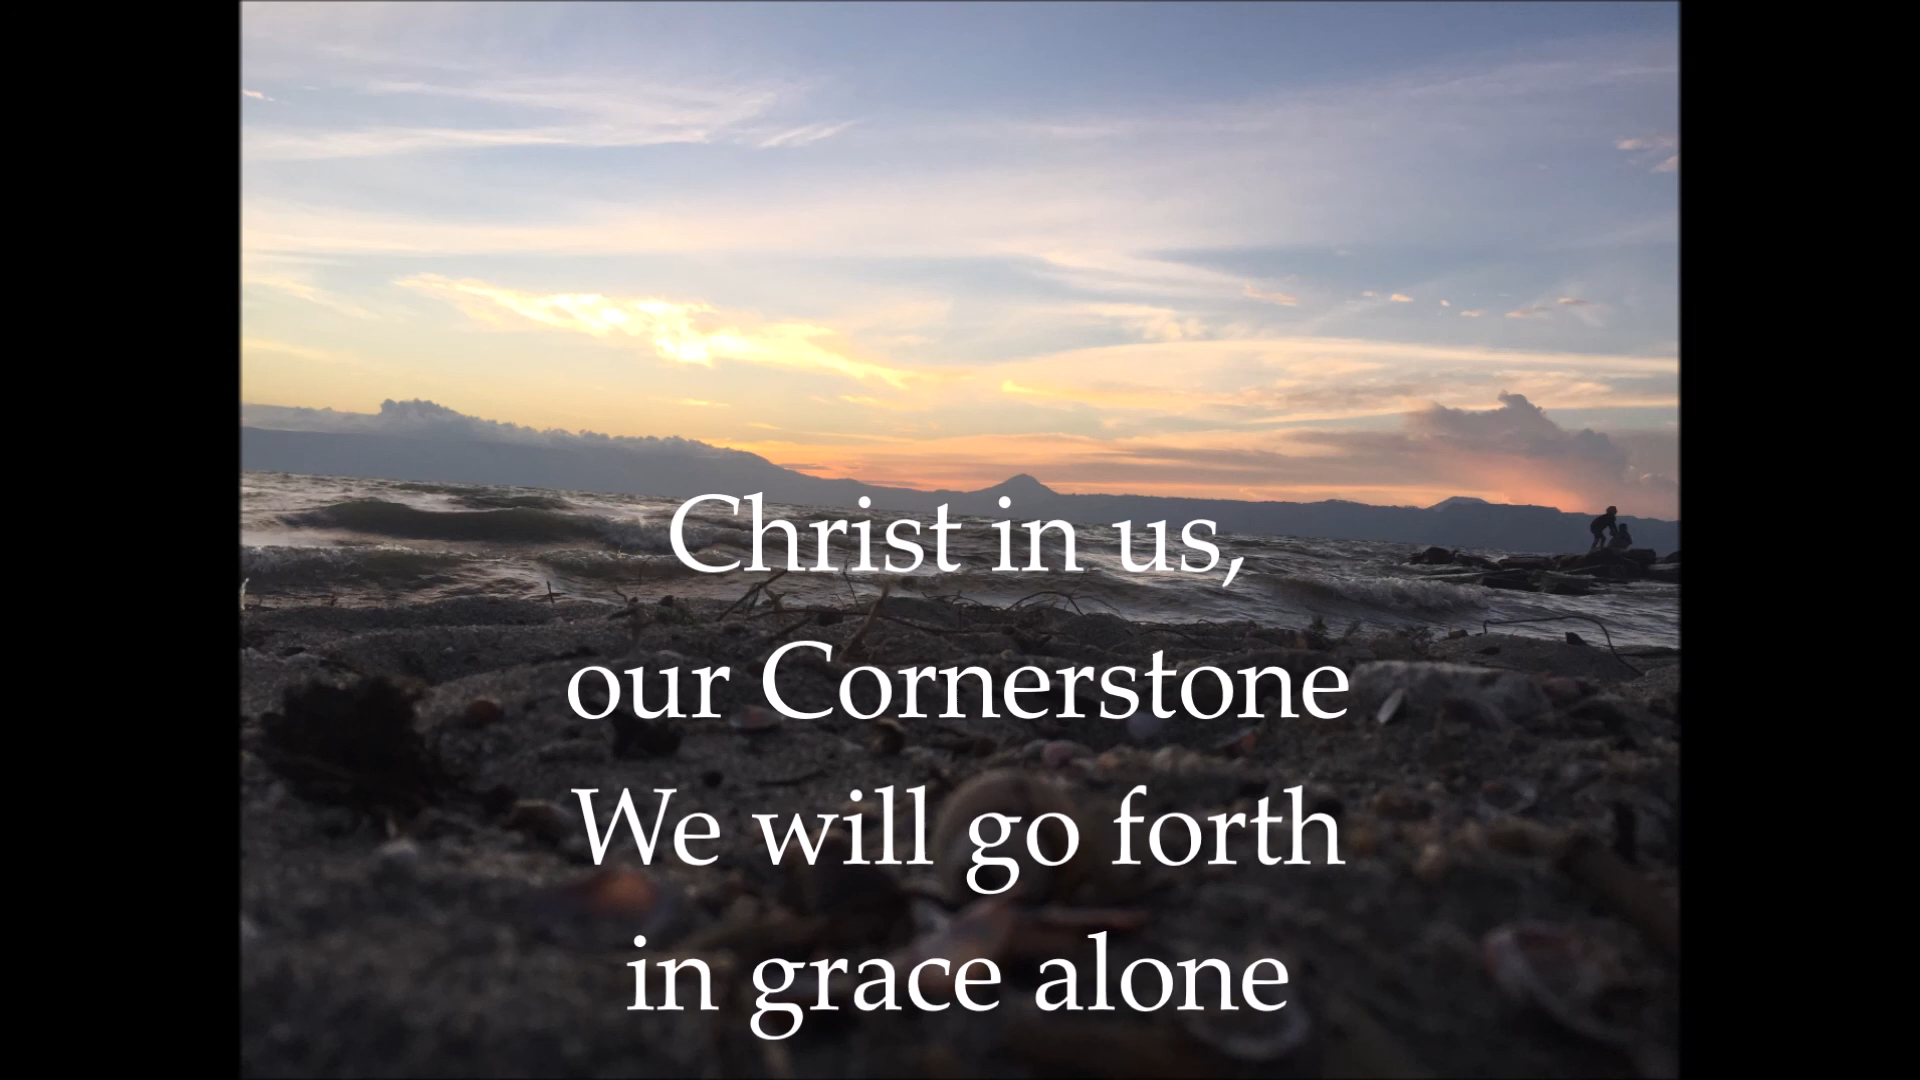 Christ in us,
our Cornerstone
We will go forth
in grace alone